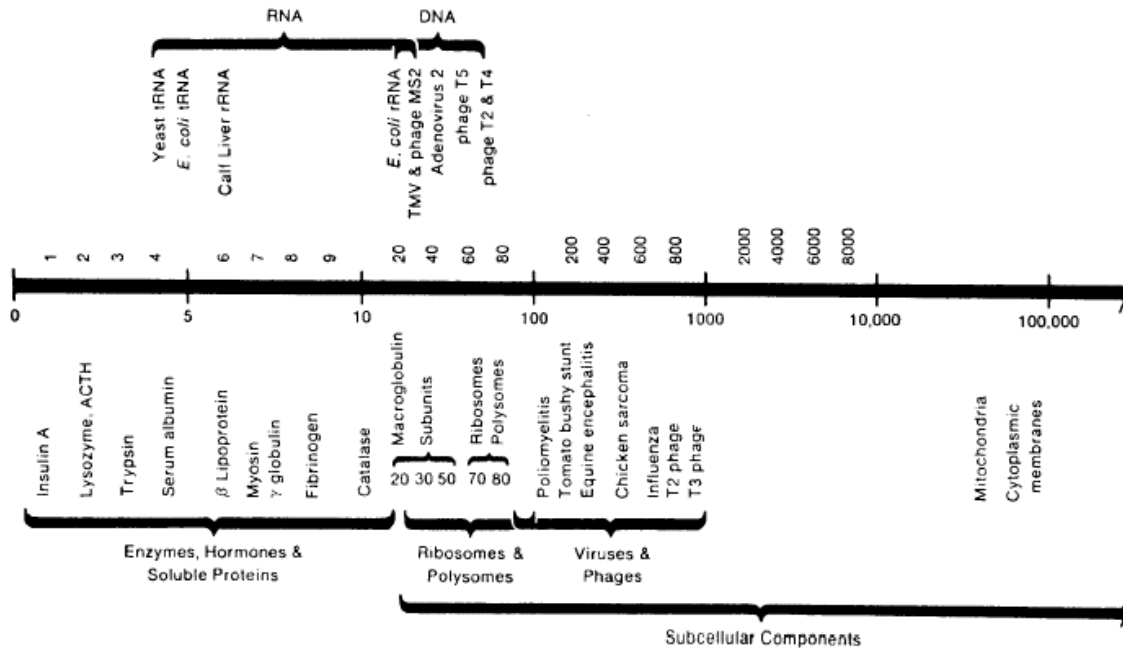 RNA
DNA
Yeast tRNA
E. coli tRNA
Calf Liver rRNA
E. coli rRNA
TMV & phage MS2
Adenovirus 2
phage T5
phage T2 & T4
1 2 3 4 6 7 8 9 20 40 60 80 200 400 600 800 2000 4000 6000 8000
0 5 10 100 1000 10,000 100,000
Insulin A
Lysozyme, ACTH
Trypsin
Serum albumin
β Lipoprotein
Myosin
γ globulin
Fibrinogen
Catalase
Macroglobulin
Subunits
Ribosomes
Polysomes
20 30 50 70 80
Poliomyelitis
Tomato bushy stunt
Equine encephalitis
Chicken sarcoma
Influenza
T2 phage
T3 phage
Mitochondria
Cytoplasmic
membranes
Enzymes, Hormones &
Soluble Proteins
Ribosomes &
Polysomes
Viruses &
Phages
Subcellular Components